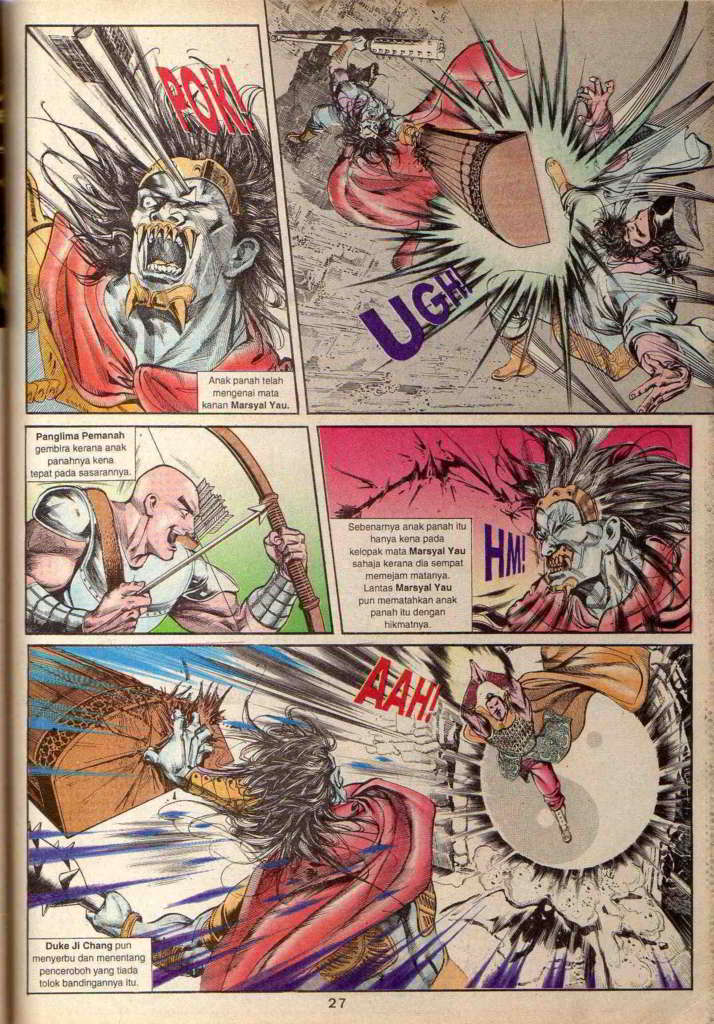 POK!
Anak panah telah
mengenai mata
kanan Marsyal Yau.
UGH!
Panglima Pemanah
gembira kerana anak
panahnya kena
tepat pada sasarannya.
Sebenarnya anak panah itu
hanya kena pada
kelopak mata Marsyal Yau
sahaja kerana dia sempat
memejam matanya.
Lantas Marsyal Yau
pun mematahkan anak
panah itu dengan
hikmatnya.
HM!
AAH!
Duke Ji Chang pun
menyerbu dan menentang
penceroboh yang tiada
tolok bandingannya itu.
27